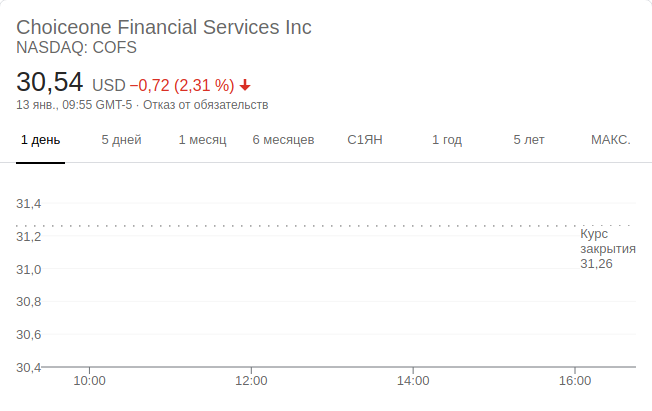 Choiceone Financial Services Inc
NASDAQ: COFS
30,54 USD −0,72 (2,31 %)
13 янв., 09:55 GMT-5 · Отказ от обязательств
1 день 5 дней 1 месяц 6 месяцев С1ЯН 1 год 5 лет МАКС.
31,4
31,2
31,0
30,8
30,6
30,4
Курс
закрытия
31,26
10:00 12:00 14:00 16:00